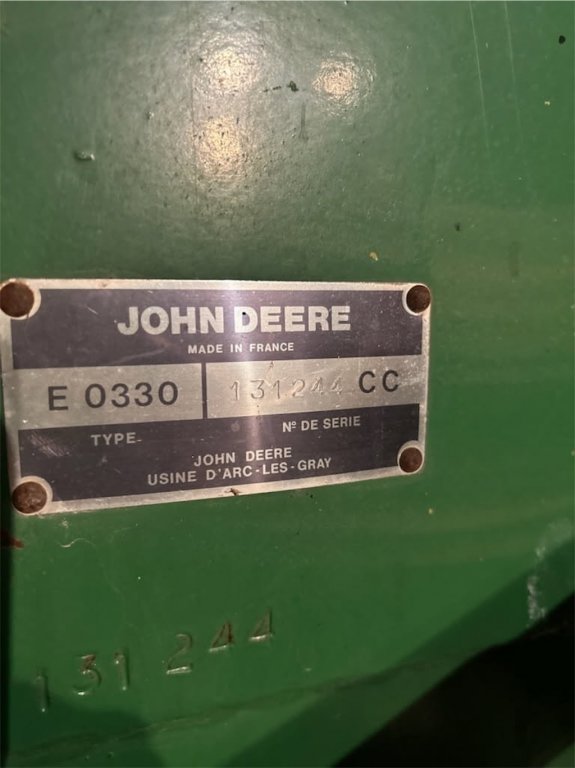 JOHN DEERE
MADE IN FRANCE
E 0330 131244 CC
TYPE Nº DE SERIE
JOHN DEERE
USINE D'ARC-LES-GRAY
131 244